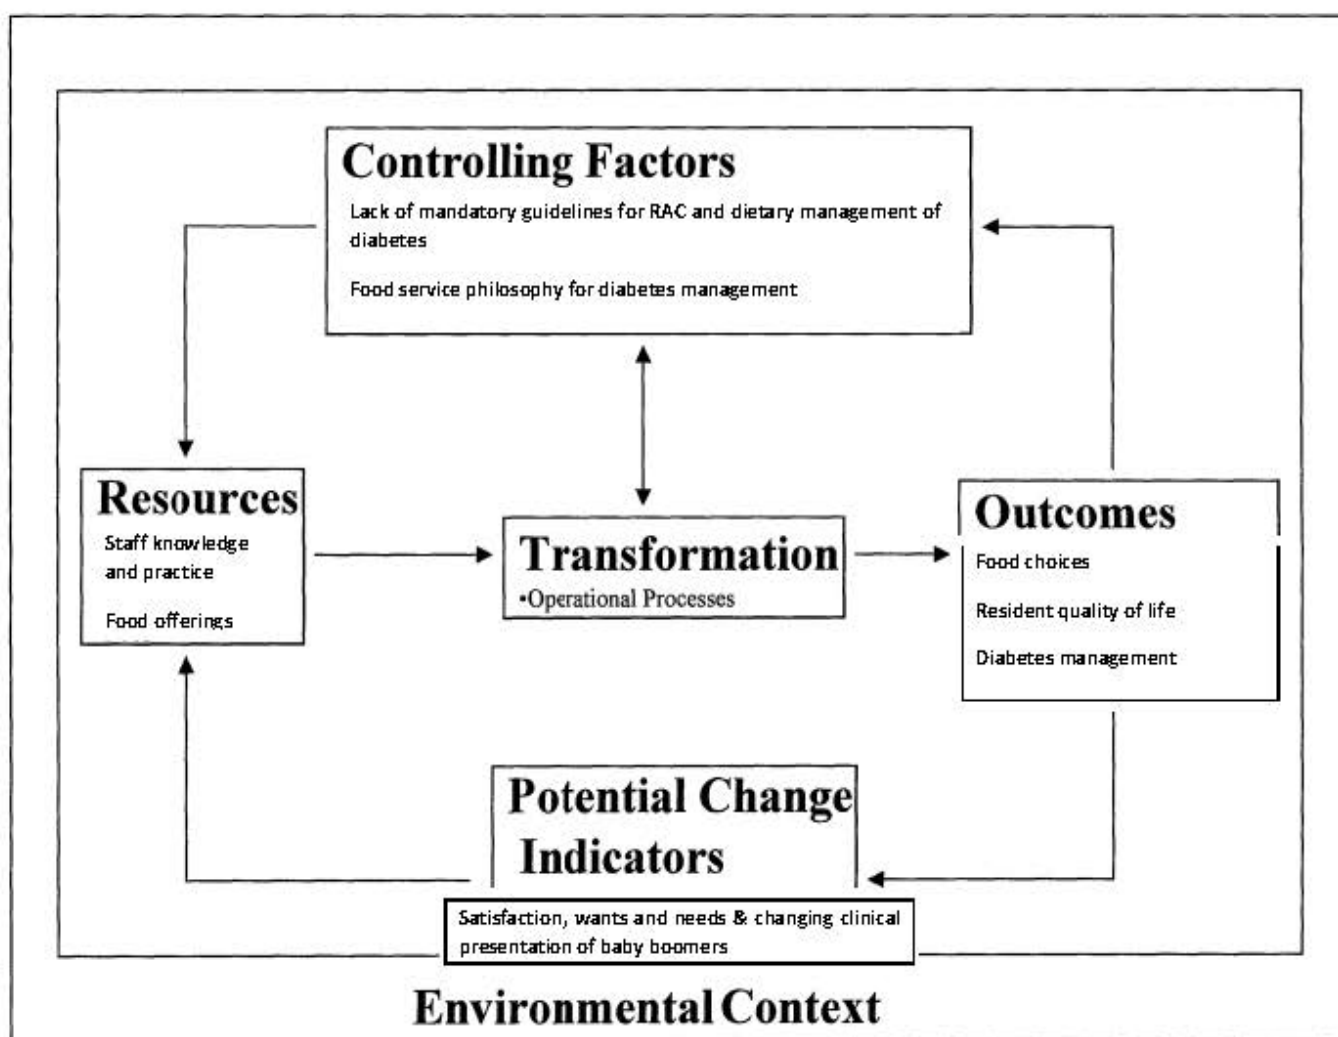 Controlling Factors
Lack of mandatory guidelines for RAC and dietary management of
diabetes
Food service philosophy for diabetes management
Resources
Staff knowledge
and practice
Food offerings
Transformation
•Operational Processes
Outcomes
Food choices
Resident quality of life
Diabetes management
Potential Change
Indicators
Satisfaction, wants and needs & changing clinical
presentation of baby boomers
Environmental Context